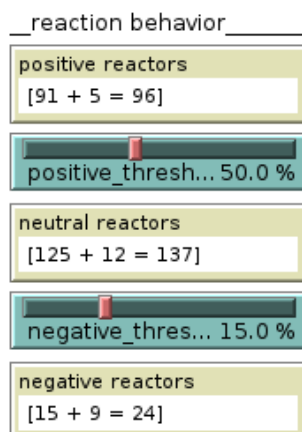 __reaction behavior______
positive reactors
[91 + 5 = 96]
positive_thresh... 50.0 %
neutral reactors
[125 + 12 = 137]
negative_thres... 15.0 %
negative reactors
[15 + 9 = 24]